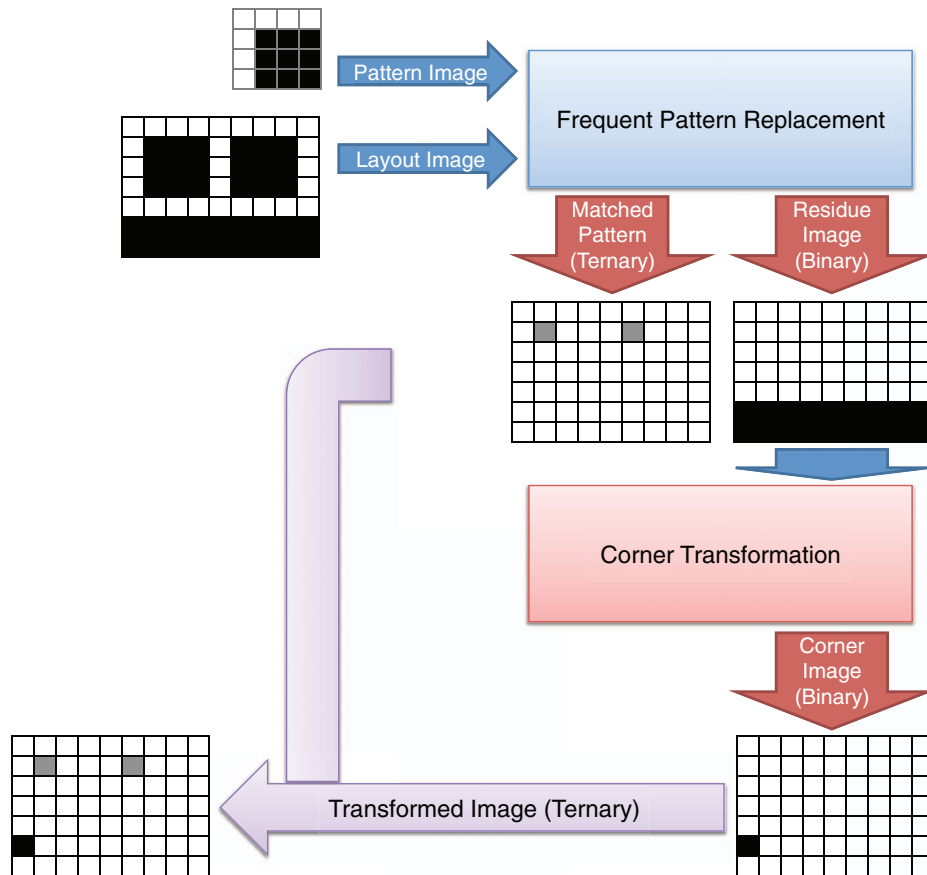 Pattern Image
Frequent Pattern Replacement
Layout Image
Matched
Pattern
(Ternary)
Residue
Image
(Binary)
Corner Transformation
Corner
Image
(Binary)
Transformed Image (Ternary)